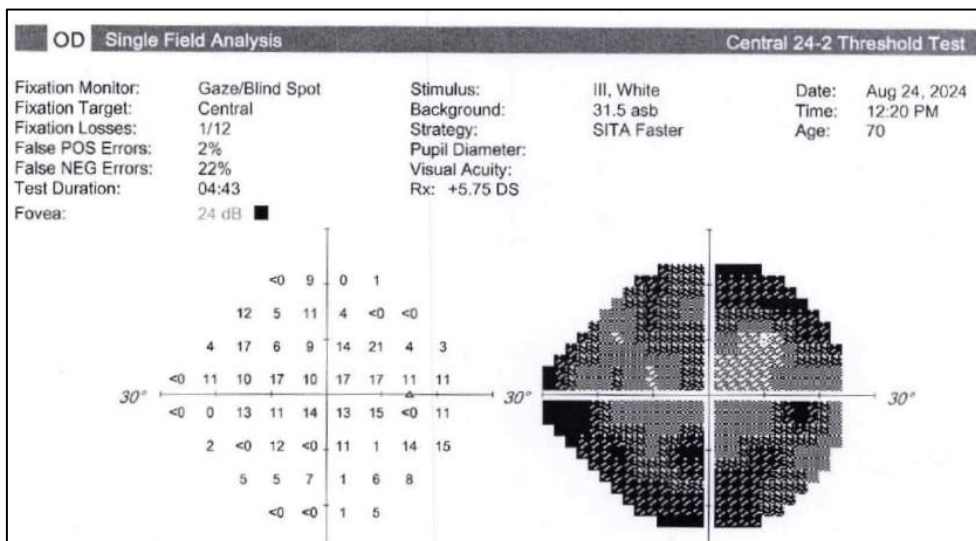 OD Single Field Analysis Central 24-2 Threshold Test
Fixation Monitor: Gaze/Blind Spot Stimulus: III, White Date: Aug 24, 2024
Fixation Target: Central Background: 31.5 asb Time: 12:20 PM
Fixation Losses: 1/12 Strategy: SITA Faster Age: 70
False POS Errors: 2% Pupil Diameter:
False NEG Errors: 22% Visual Acuity:
Test Duration: 04:43 Rx: +5.75 DS
Fovea: 24 dB
<0 9 0 1
12 5 11 4 <0 <0
4 17 6 9 14 21 4 3
<0 11 10 17 10 17 17 11 11
30° 30° 30°
<0 0 13 11 14 13 15 <0 11
2 <0 12 <0 11 1 14 15
5 5 7 1 6 8
<0 <0 1 5